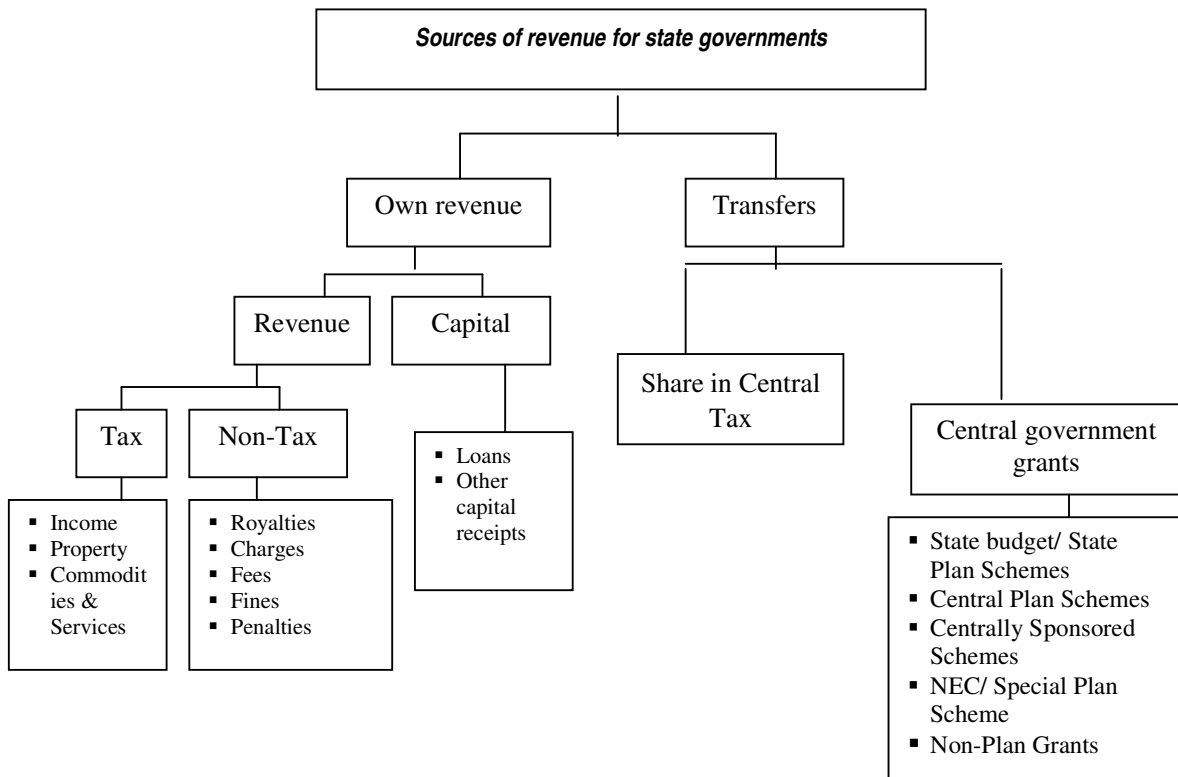 Sources of revenue for state governments
Own revenue
Transfers
Revenue
Capital
Share in Central
Tax
Tax
Non-Tax
Central government
grants
▪ Income
▪ Property
▪ Commodit
ies &
Services
▪ Royalties
▪ Charges
▪ Fees
▪ Fines
▪ Penalties
▪ Loans
▪ Other
capital
receipts
▪ State budget/ State
Plan Schemes
▪ Central Plan Schemes
▪ Centrally Sponsored
Schemes
▪ NEC/ Special Plan
Scheme
▪ Non-Plan Grants